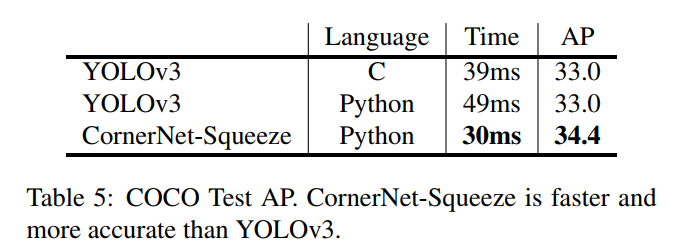 Language Time AP
YOLOv3 C 39ms 33.0
YOLOv3 Python 49ms 33.0
CornerNet-Squeeze Python 30ms 34.4
Table 5: COCO Test AP. CornerNet-Squeeze is faster and
more accurate than YOLOv3.